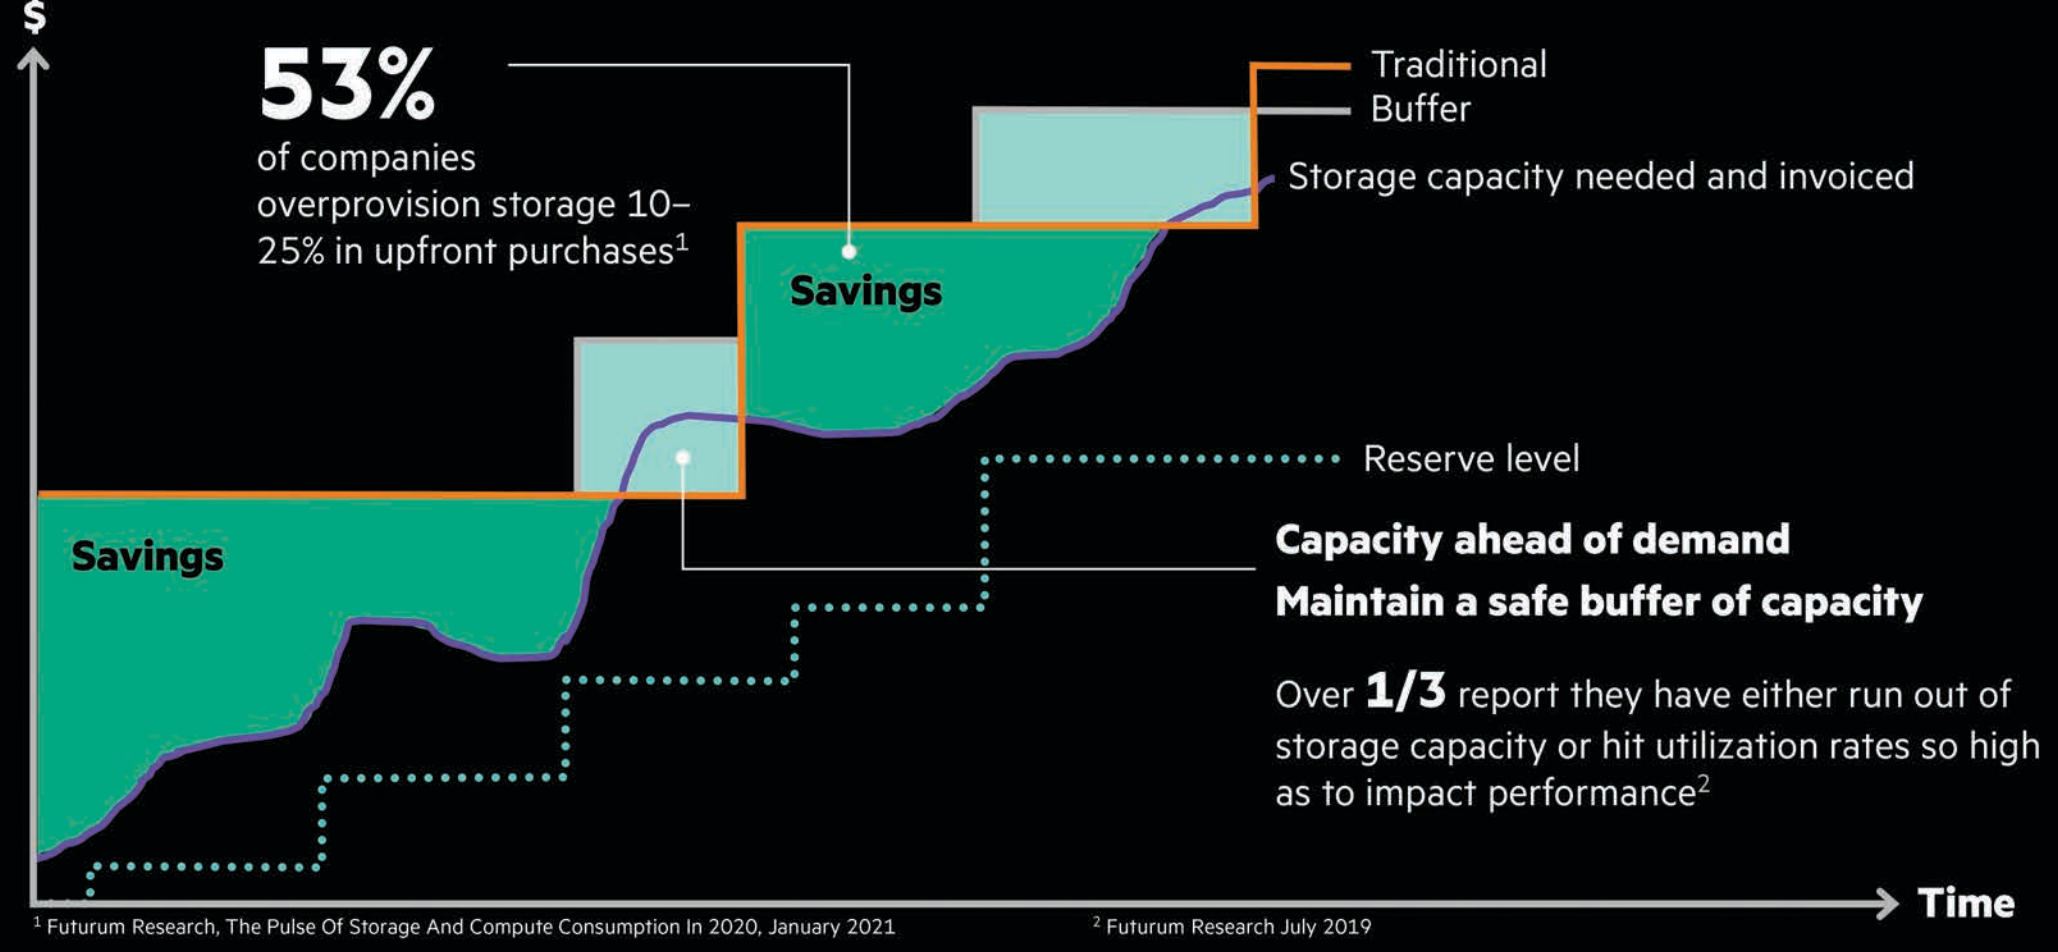 $
53%
of companies
overprovision storage 10–
25% in upfront purchases¹
Traditional
Buffer
Storage capacity needed and invoiced
Savings
Savings
Reserve level
Capacity ahead of demand
Maintain a safe buffer of capacity
Over 1/3 report they have either run out of
storage capacity or hit utilization rates so high
as to impact performance²
Time
¹ Futurum Research, The Pulse Of Storage And Compute Consumption In 2020, January 2021
² Futurum Research July 2019